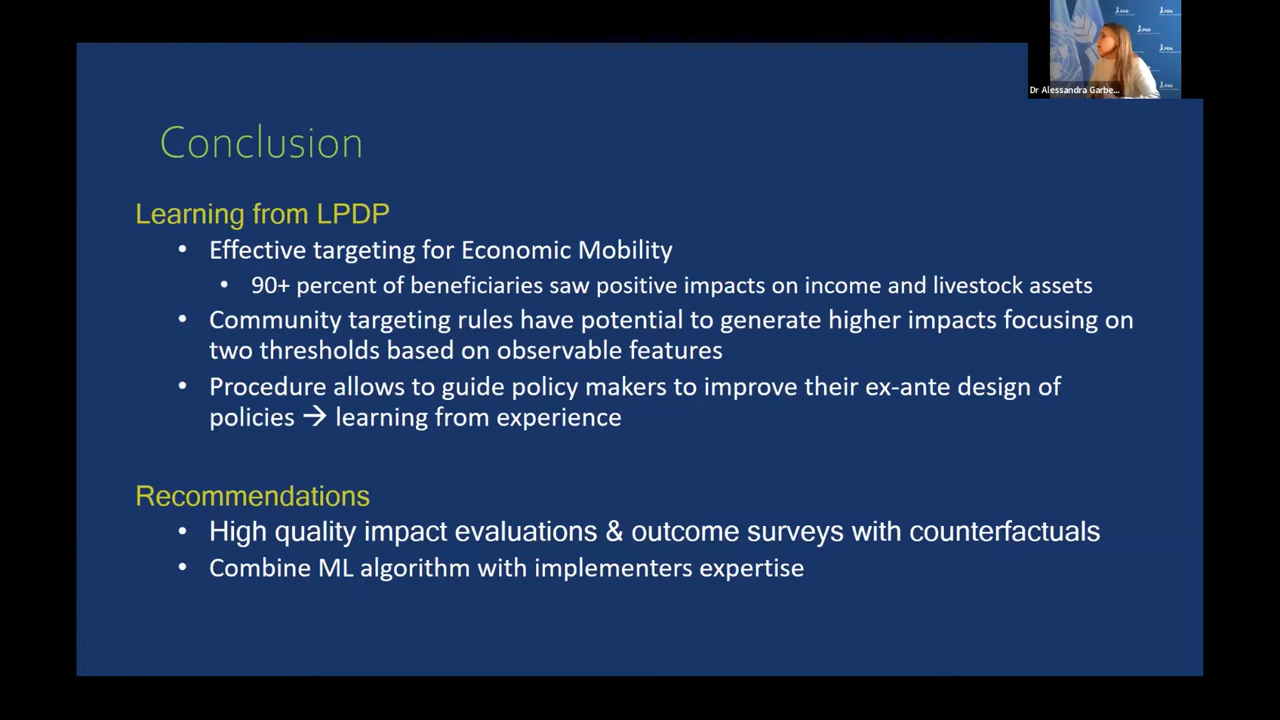 Dr Alessandra Garbe...
Conclusion
Learning from LPDP
• Effective targeting for Economic Mobility
• 90+ percent of beneficiaries saw positive impacts on income and livestock assets
• Community targeting rules have potential to generate higher impacts focusing on
two thresholds based on observable features
• Procedure allows to guide policy makers to improve their ex-ante design of
policies → learning from experience
Recommendations
• High quality impact evaluations & outcome surveys with counterfactuals
• Combine ML algorithm with implementers expertise